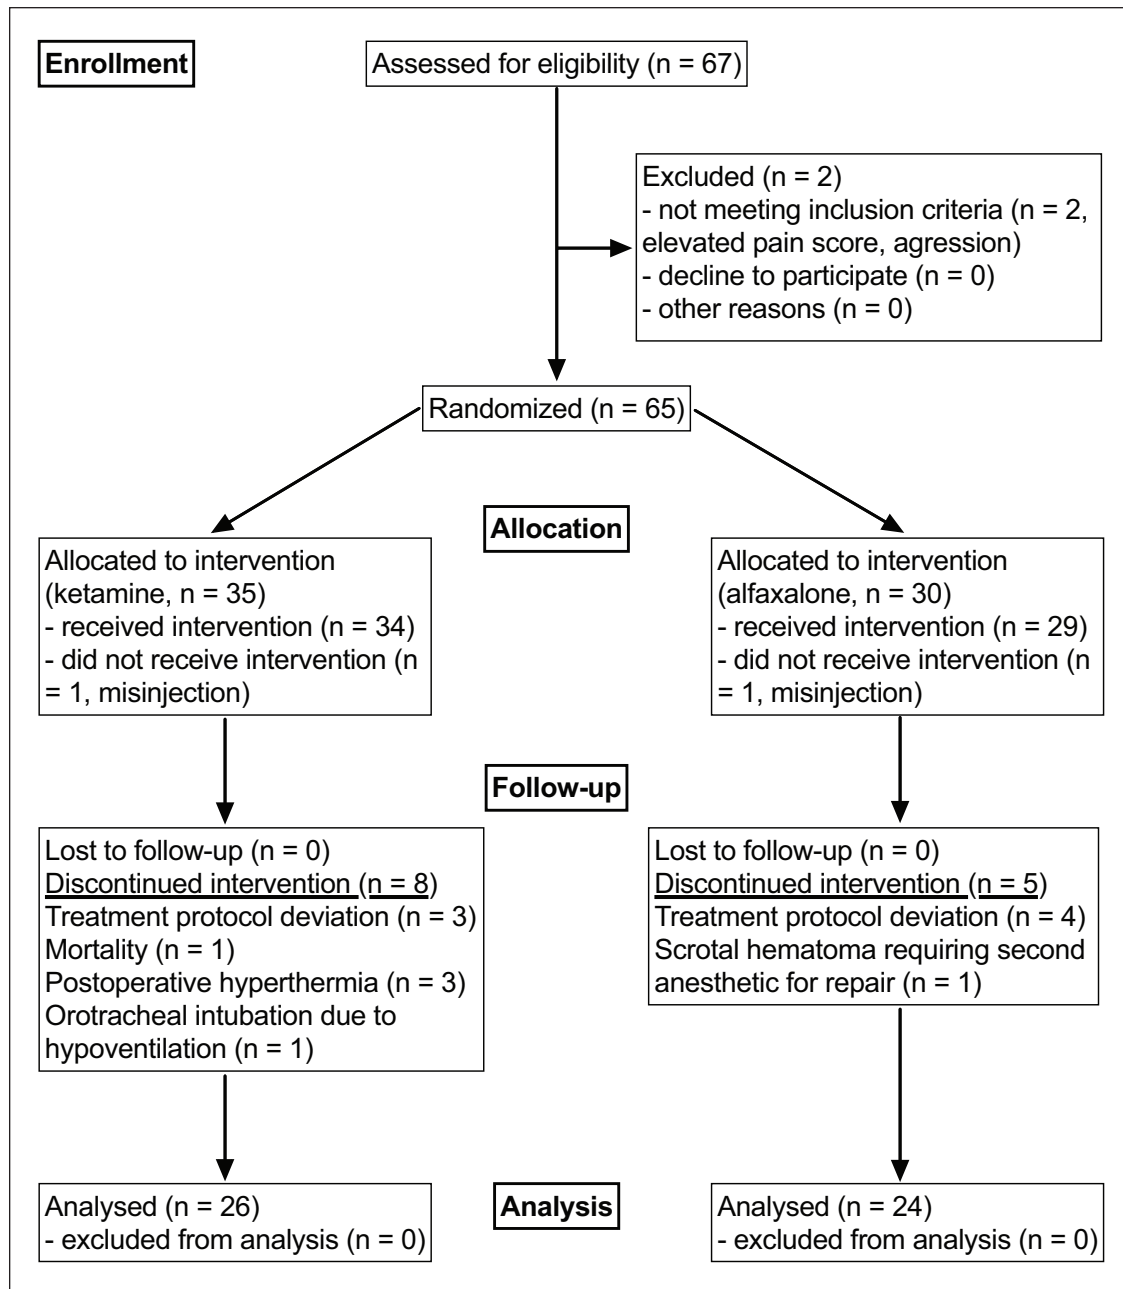 Enrollment
Assessed for eligibility (n = 67)
Excluded (n = 2)
- not meeting inclusion criteria (n = 2,
elevated pain score, agression)
- decline to participate (n = 0)
- other reasons (n = 0)
Randomized (n = 65)
Allocation
Allocated to intervention
(ketamine, n = 35)
- received intervention (n = 34)
- did not receive intervention (n
= 1, misinjection)
Allocated to intervention
(alfaxalone, n = 30)
- received intervention (n = 29)
- did not receive intervention (n
= 1, misinjection)
Follow-up
Lost to follow-up (n = 0)
Discontinued intervention (n = 8)
Treatment protocol deviation (n = 3)
Mortality (n = 1)
Postoperative hyperthermia (n = 3)
Orotracheal intubation due to
hypoventilation (n = 1)
Lost to follow-up (n = 0)
Discontinued intervention (n = 5)
Treatment protocol deviation (n = 4)
Scrotal hematoma requiring second
anesthetic for repair (n = 1)
Analysis
Analysed (n = 26)
- excluded from analysis (n = 0)
Analysed (n = 24)
- excluded from analysis (n = 0)